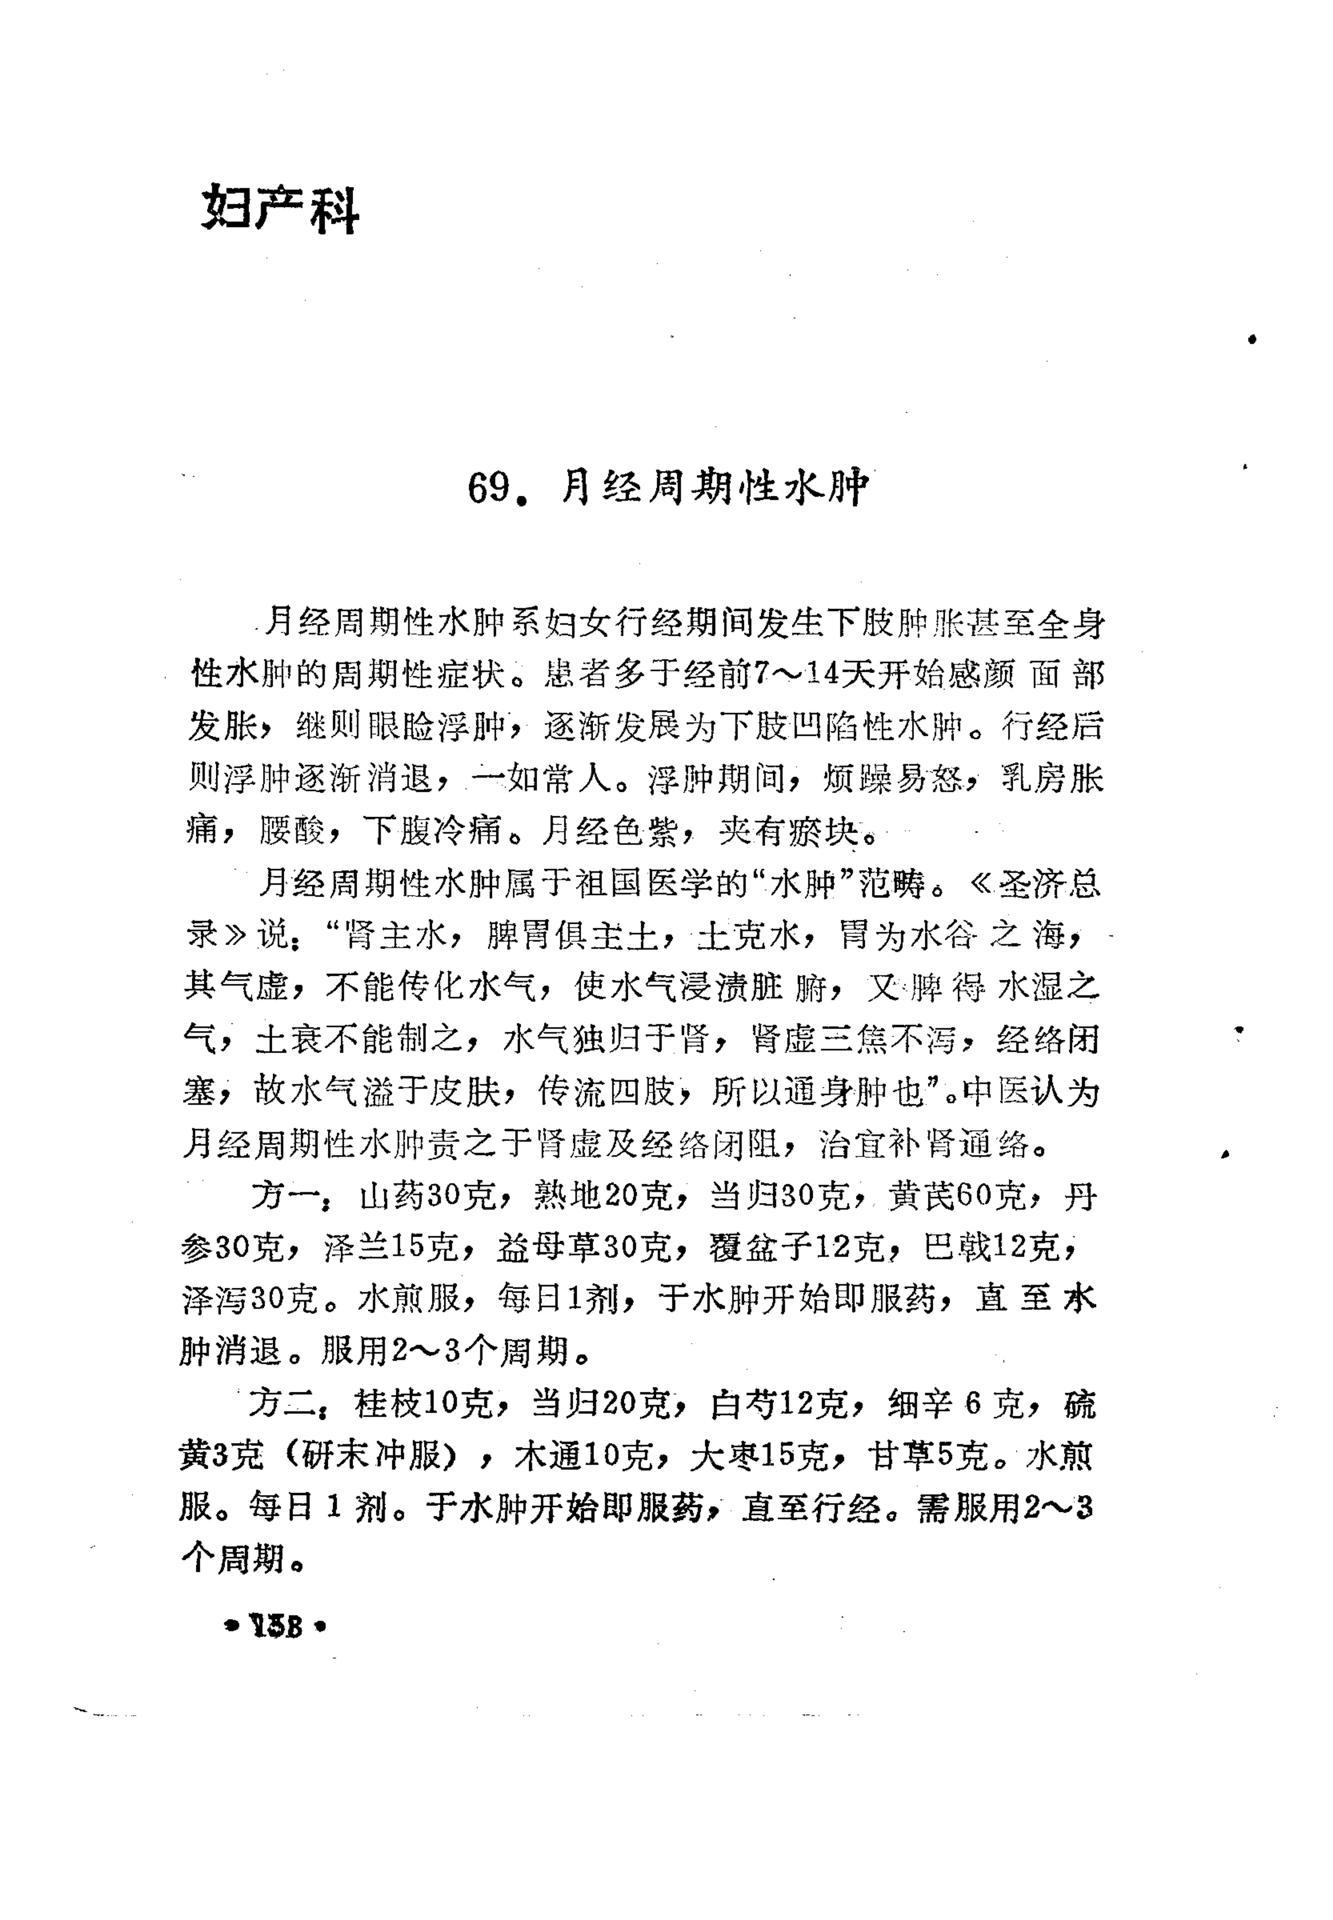 妇产科
69．月经周期性水肿
月经周期性水肿系妇女行经期间发生下肢肿胀甚至全身
性水肿的周期性症状。患者多于经前7～14天开始感颜面部
发胀，继则眼睑浮肿，逐渐发展为下肢凹陷性水肿。行经后
则浮肿逐渐消退，一如常人。浮肿期间，烦躁易怒，乳房胀
痛，腰酸，下腹冷痛。月经色紫，夹有瘀块。
月经周期性水肿属于祖国医学的“水肿”范畴。《圣济总
录》说：“肾主水，脾胃俱主土，土克水，胃为水谷之海，
其气虚，不能传化水气，使水气浸渍脏腑，又脾得水湿之
气，土衰不能制之，水气独归于肾，肾虚三焦不泻，经络闭
塞，故水气溢于皮肤，传流四肢，所以通身肿也”。中医认为
月经周期性水肿责之于肾虚及经络闭阻，治宜补肾通络。
方一：山药30克，熟地20克，当归30克，黄芪60克，丹
参30克，泽兰15克，益母草30克，覆盆子12克，巴戟12克，
泽泻30克。水煎服，每日1剂，于水肿开始即服药，直至水
肿消退。服用2～3个周期。
方二：桂枝10克，当归20克，白芍12克，细辛6克，硫
黄3克（研末冲服），木通10克，大枣15克，甘草5克。水煎
服。每日1剂。于水肿开始即服药，直至行经。需服用2～3
个周期。
•138•